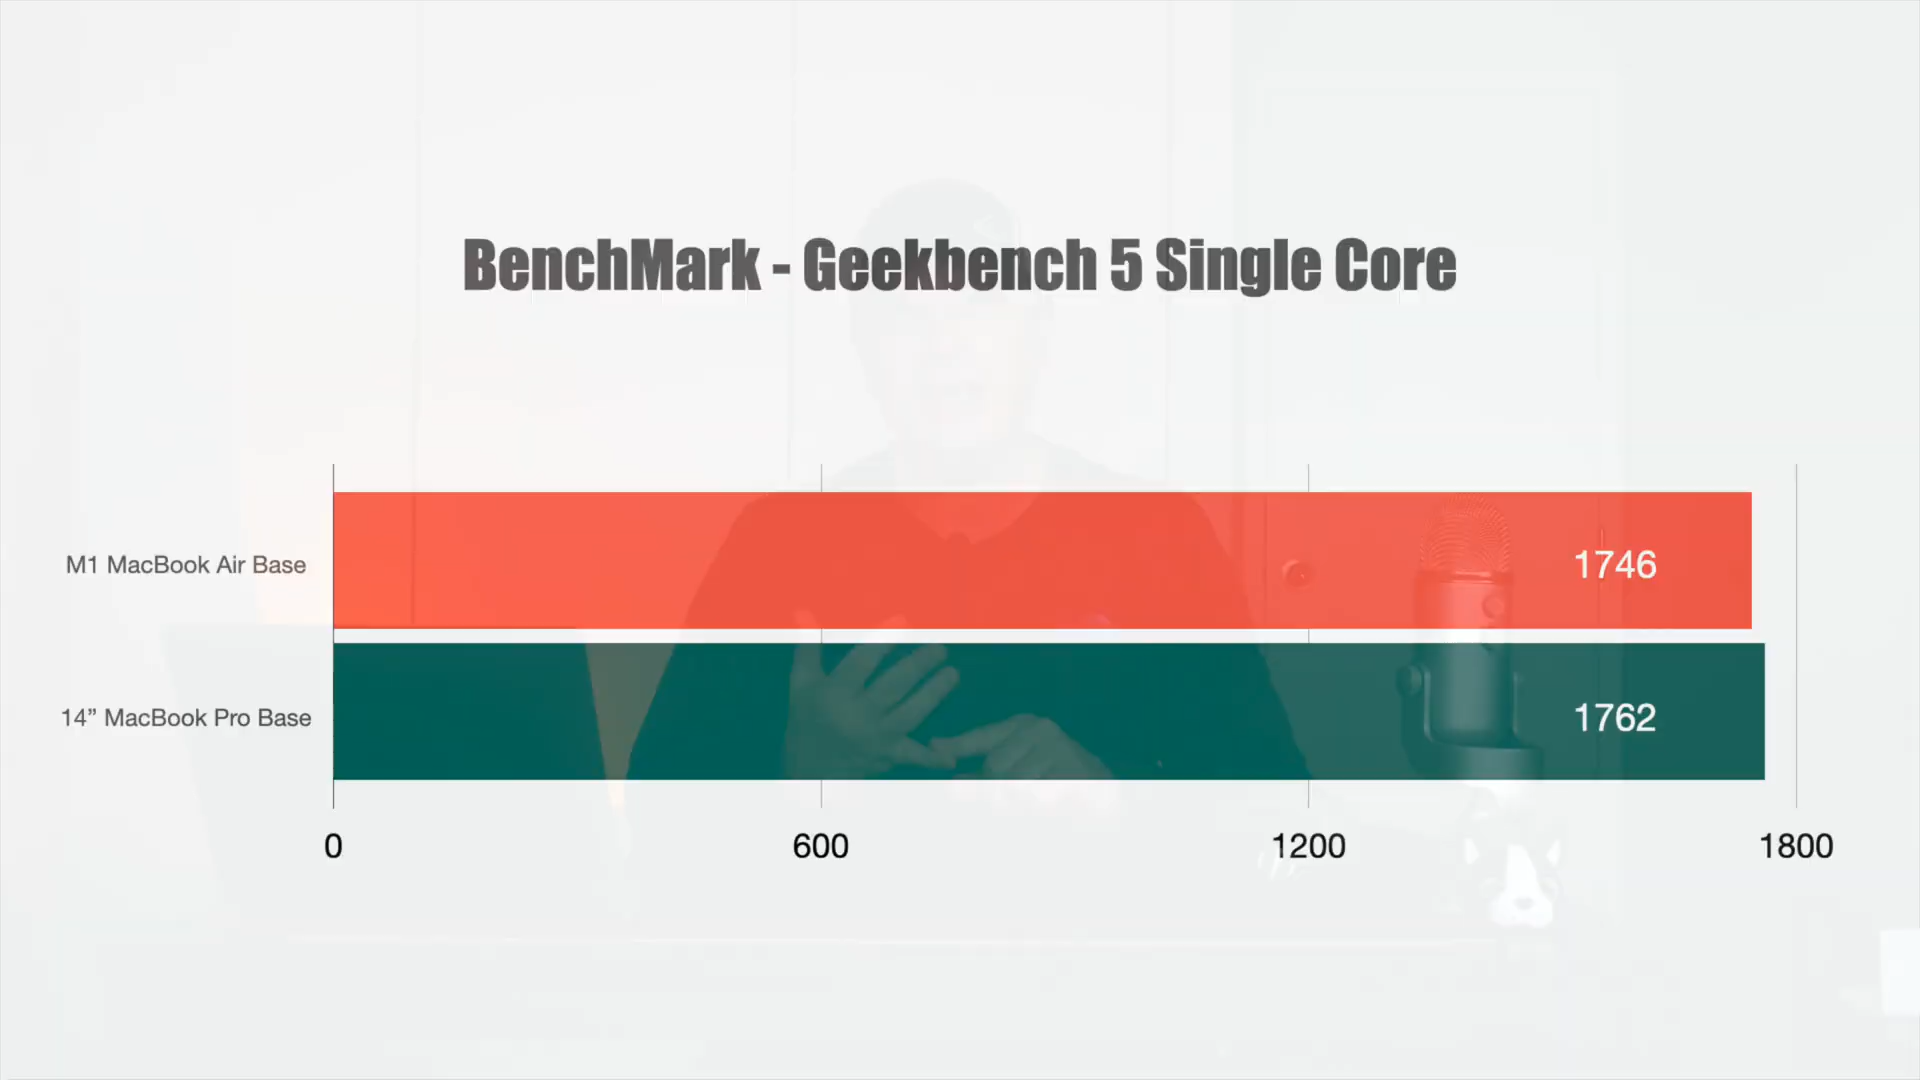 BenchMark - Geekbench 5 Single Core
M1 MacBook Air Base
1746
14” MacBook Pro Base
1762
0 600 1200 1800